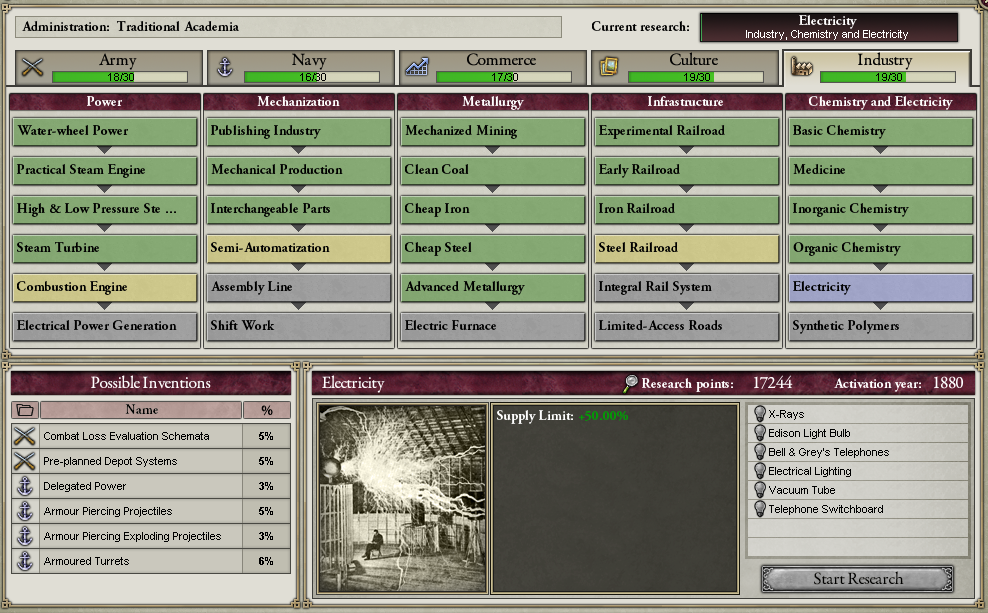 Administration: Traditional Academia
Current research:
Electricity
Industry, Chemistry and Electricity
Army
18/30
Navy
16/30
Commerce
17/30
Culture
19/30
Industry
19/30
Power
Mechanization
Metallurgy
Infrastructure
Chemistry and Electricity
Water-wheel Power
Publishing Industry
Mechanized Mining
Experimental Railroad
Basic Chemistry
Practical Steam Engine
Mechanical Production
Clean Coal
Early Railroad
Medicine
High & Low Pressure Ste ...
Interchangeable Parts
Cheap Iron
Iron Railroad
Inorganic Chemistry
Steam Turbine
Semi-Automatization
Cheap Steel
Steel Railroad
Organic Chemistry
Combustion Engine
Assembly Line
Advanced Metallurgy
Integral Rail System
Electricity
Electrical Power Generation
Shift Work
Electric Furnace
Limited-Access Roads
Synthetic Polymers
Possible Inventions
Name %
Combat Loss Evaluation Schemata 5%
Pre-planned Depot Systems 5%
Delegated Power 3%
Armour Piercing Projectiles 5%
Armour Piercing Exploding Projectiles 3%
Armoured Turrets 6%
Electricity
Research points: 17244
Activation year: 1880
Supply Limit: +50.00%
X-Rays
Edison Light Bulb
Bell & Grey's Telephones
Electrical Lighting
Vacuum Tube
Telephone Switchboard
Start Research